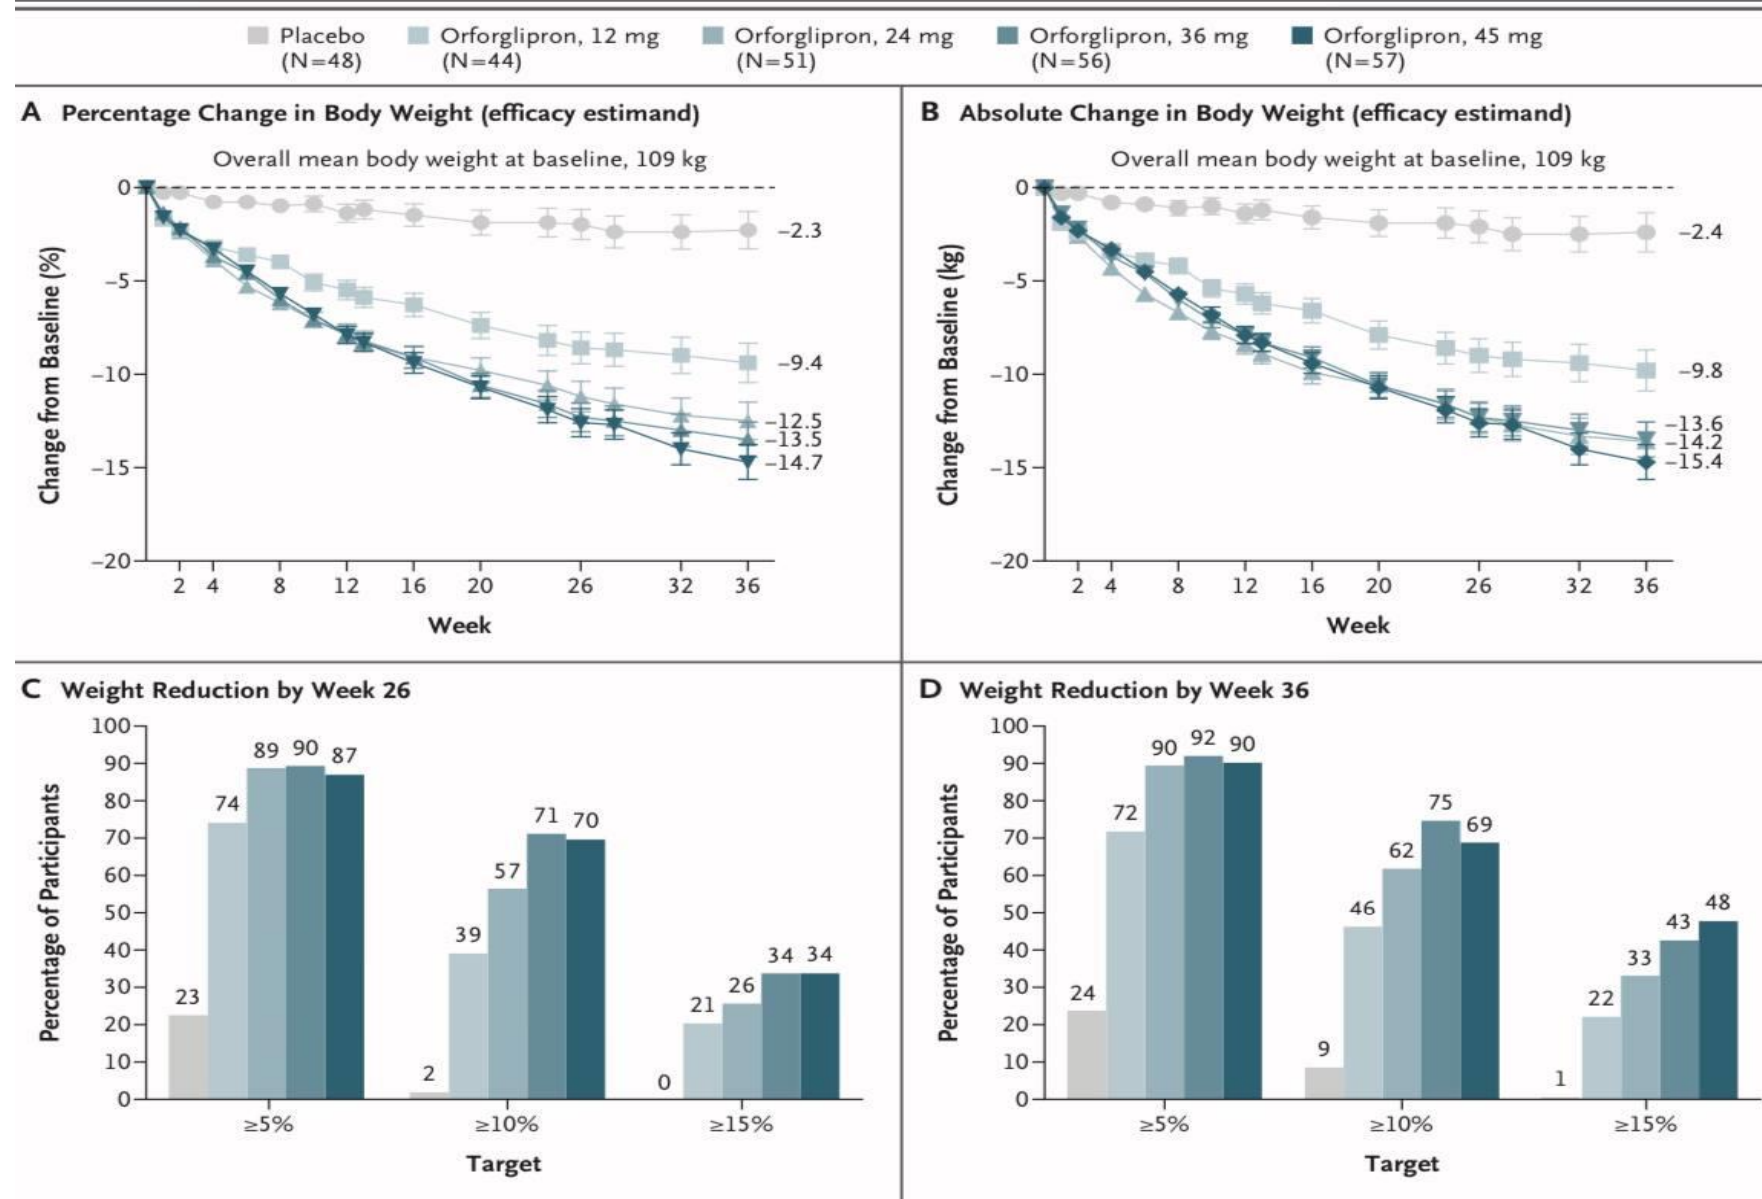 Placebo (N=48)
Orforglipron, 12 mg (N=44)
Orforglipron, 24 mg (N=51)
Orforglipron, 36 mg (N=56)
Orforglipron, 45 mg (N=57)
A Percentage Change in Body Weight (efficacy estimand)
Overall mean body weight at baseline, 109 kg
Change from Baseline (%)
0
−5
−10
−15
−20
−2.3
−9.4
−12.5
−13.5
−14.7
2 4 8 12 16 20 26 32 36
Week
B Absolute Change in Body Weight (efficacy estimand)
Overall mean body weight at baseline, 109 kg
Change from Baseline (kg)
0
−5
−10
−15
−20
−2.4
−9.8
−13.6
−14.2
−15.4
2 4 8 12 16 20 26 32 36
Week
C Weight Reduction by Week 26
Percentage of Participants
100
90
80
70
60
50
40
30
20
10
0
23 74 89 90 87
2 39 57 71 70
0 21 26 34 34
≥5% ≥10% ≥15%
Target
D Weight Reduction by Week 36
Percentage of Participants
100
90
80
70
60
50
40
30
20
10
0
24 72 90 92 90
9 46 62 75 69
1 22 33 43 48
≥5% ≥10% ≥15%
Target